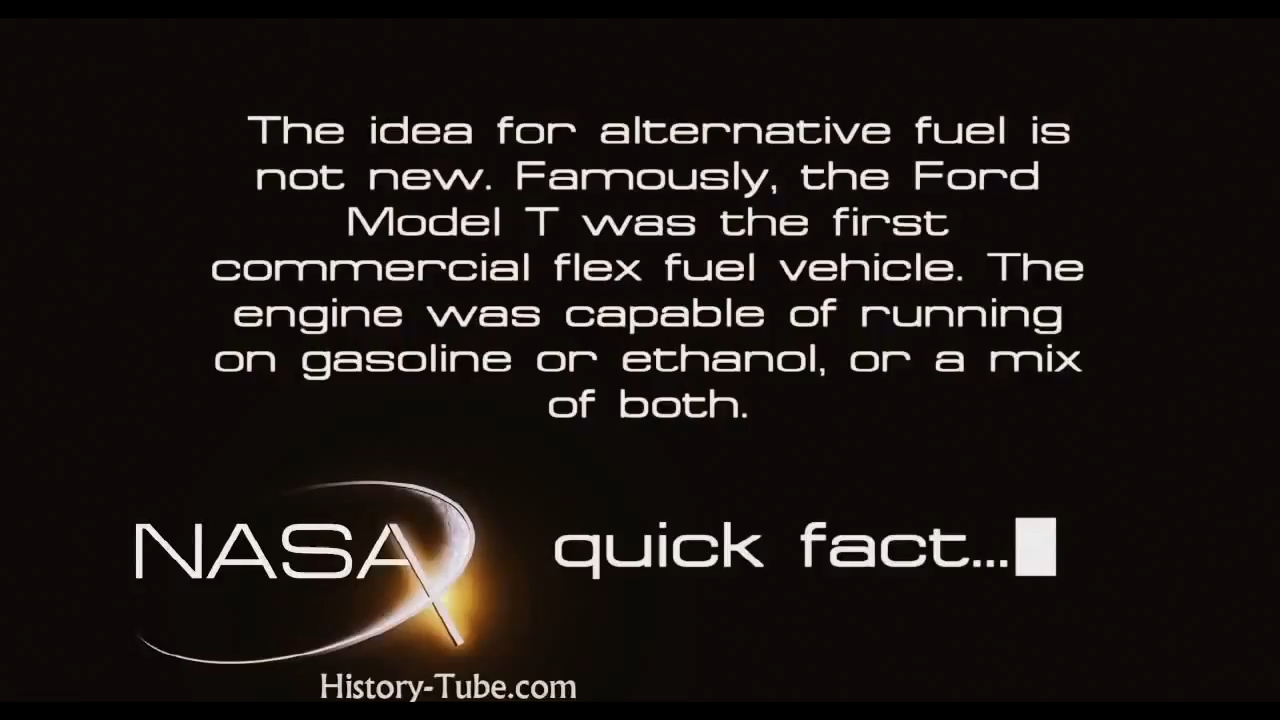 The idea for alternative fuel is
not new. Famously, the Ford
Model T was the first
commercial flex fuel vehicle. The
engine was capable of running
on gasoline or ethanol, or a mix
of both.
NASA quick fact...
History-Tube.com